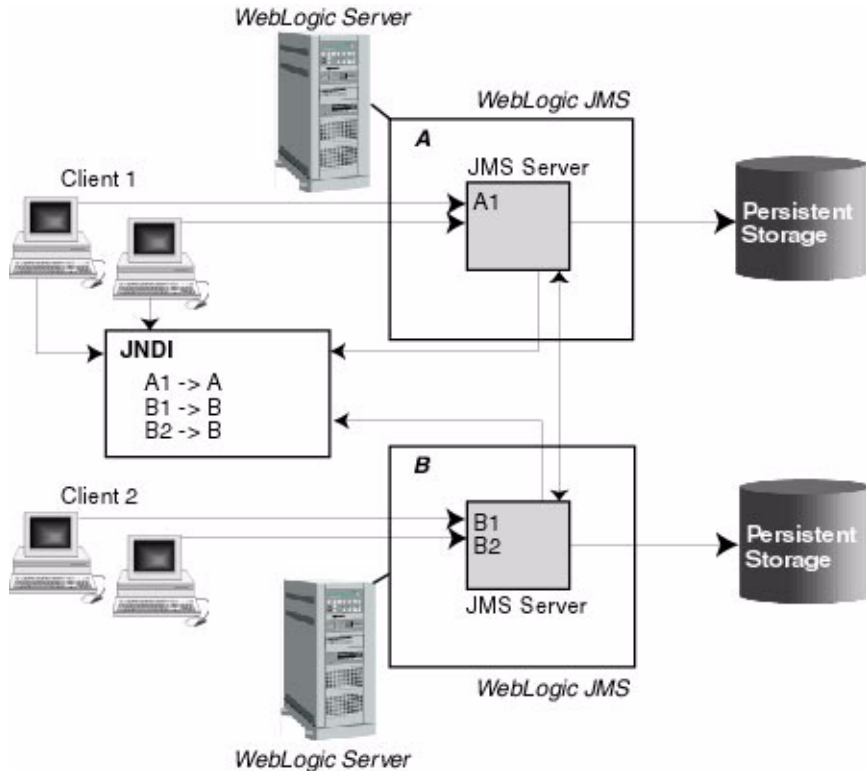 WebLogic Server
WebLogic JMS
A
JMS Server
A1
Client 1
Persistent
Storage
JNDI
A1 -> A
B1 -> B
B2 -> B
B
Client 2
B1
B2
JMS Server
Persistent
Storage
WebLogic JMS
WebLogic Server